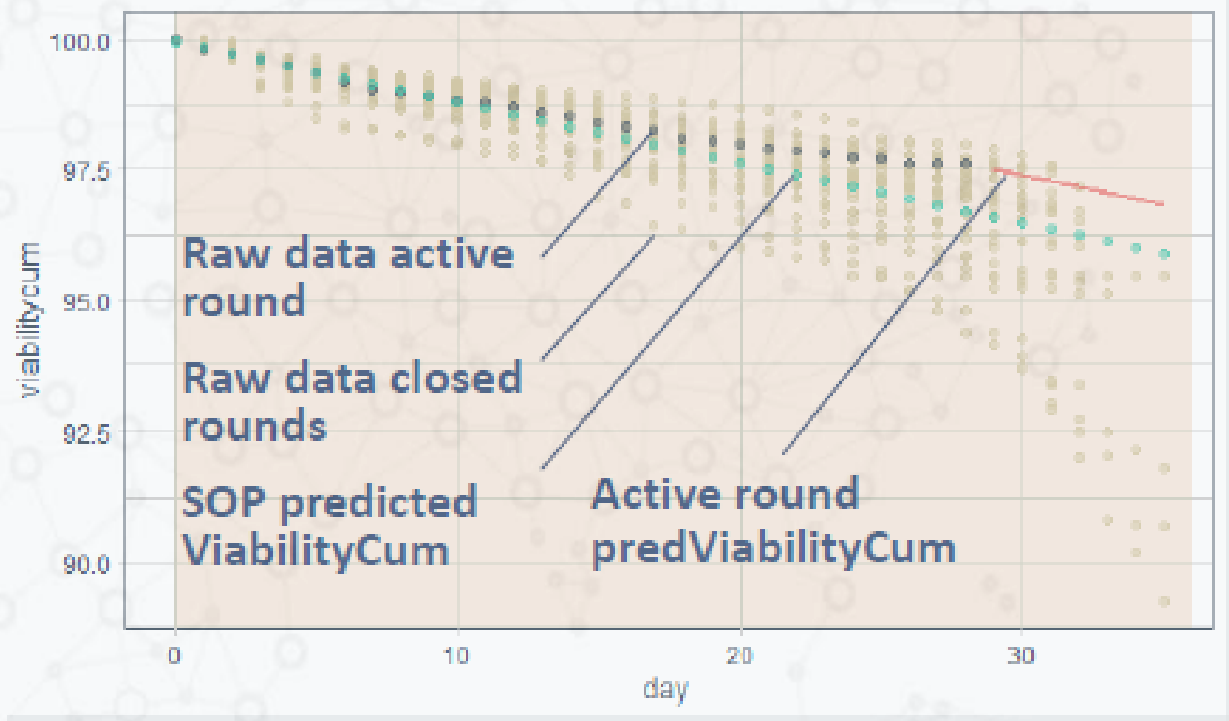 100.0
97.5
95.0
92.5
90.0
viabilitycum
Raw data active
round
Raw data closed
rounds
SOP predicted
ViabilityCum
Active round
predViabilityCum
0
10
20
30
day